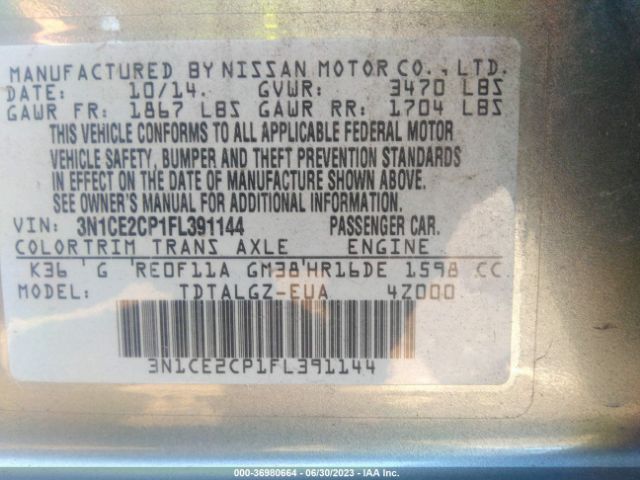 MANUFACTURED BY NISSAN MOTOR CO., LTD.
DATE: 10/14. GVWR: 3470 LBS
GAWR FR: 1867 LBS GAWR RR: 1704 LBS
THIS VEHICLE CONFORMS TO ALL APPLICABLE FEDERAL MOTOR
VEHICLE SAFETY, BUMPER AND THEFT PREVENTION STANDARDS
IN EFFECT ON THE DATE OF MANUFACTURE SHOWN ABOVE.
SEE OWNER'S MANUAL FOR ADDITIONAL INFORMATION.
VIN: 3N1CE2CP1FL391144 PASSENGER CAR.
COLOR TRIM TRANS AXLE ENGINE
K36 G RE0F11A GM38 HR16DE 1598 CC
MODEL: TDTALGZ-EUA 4Z000
3N1CE2CP1FL391144
000-36980664 - 06/30/2023 - IAA Inc.